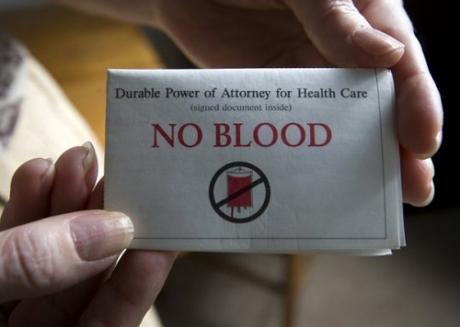 Durable Power of Attorney for Health Care
(signed document inside)
NO BLOOD